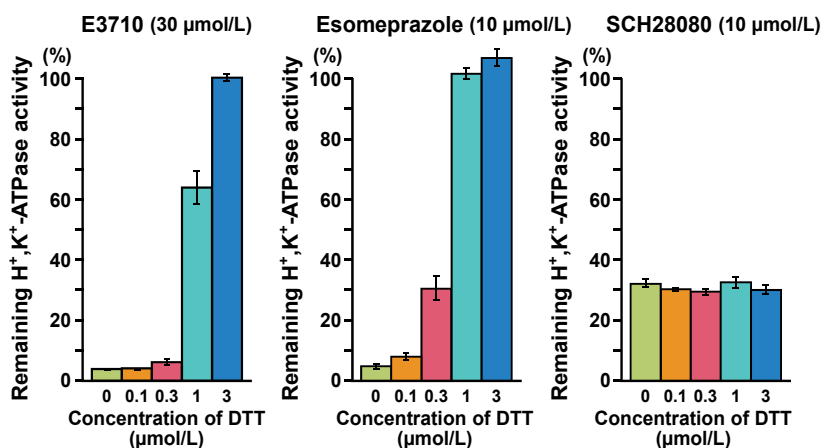 E3710 (30 µmol/L)
(%)
Remaining H⁺,K⁺-ATPase activity
100
80
60
40
20
0
0 0.1 0.3 1 3
Concentration of DTT
(µmol/L)
Esomeprazole (10 µmol/L)
(%)
Remaining H⁺,K⁺-ATPase activity
100
80
60
40
20
0
0 0.1 0.3 1 3
Concentration of DTT
(µmol/L)
SCH28080 (10 µmol/L)
(%)
Remaining H⁺,K⁺-ATPase activity
100
80
60
40
20
0
0 0.1 0.3 1 3
Concentration of DTT
(µmol/L)